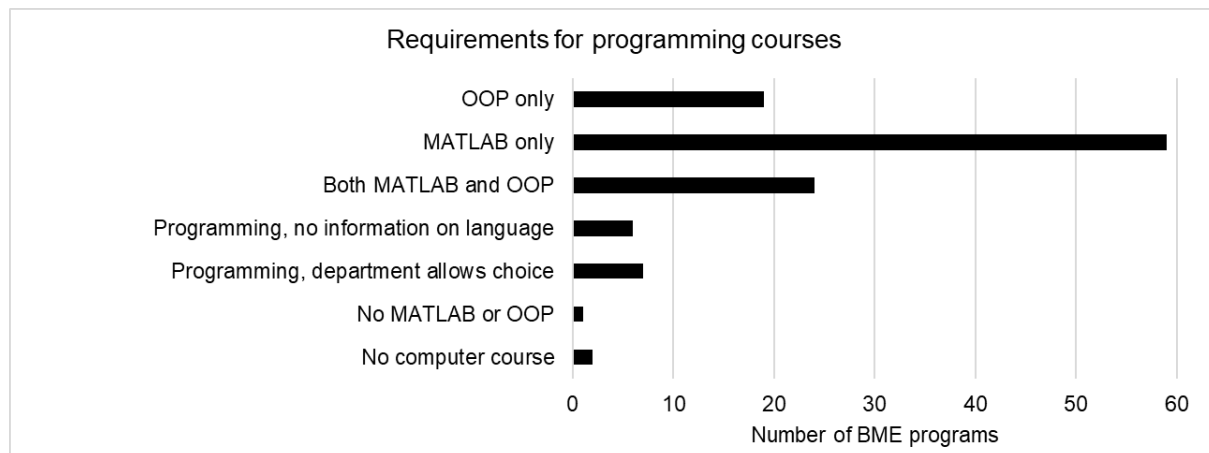 Requirements for programming courses
OOP only
MATLAB only
Both MATLAB and OOP
Programming, no information on language
Programming, department allows choice
No MATLAB or OOP
No computer course
0 10 20 30 40 50 60
Number of BME programs